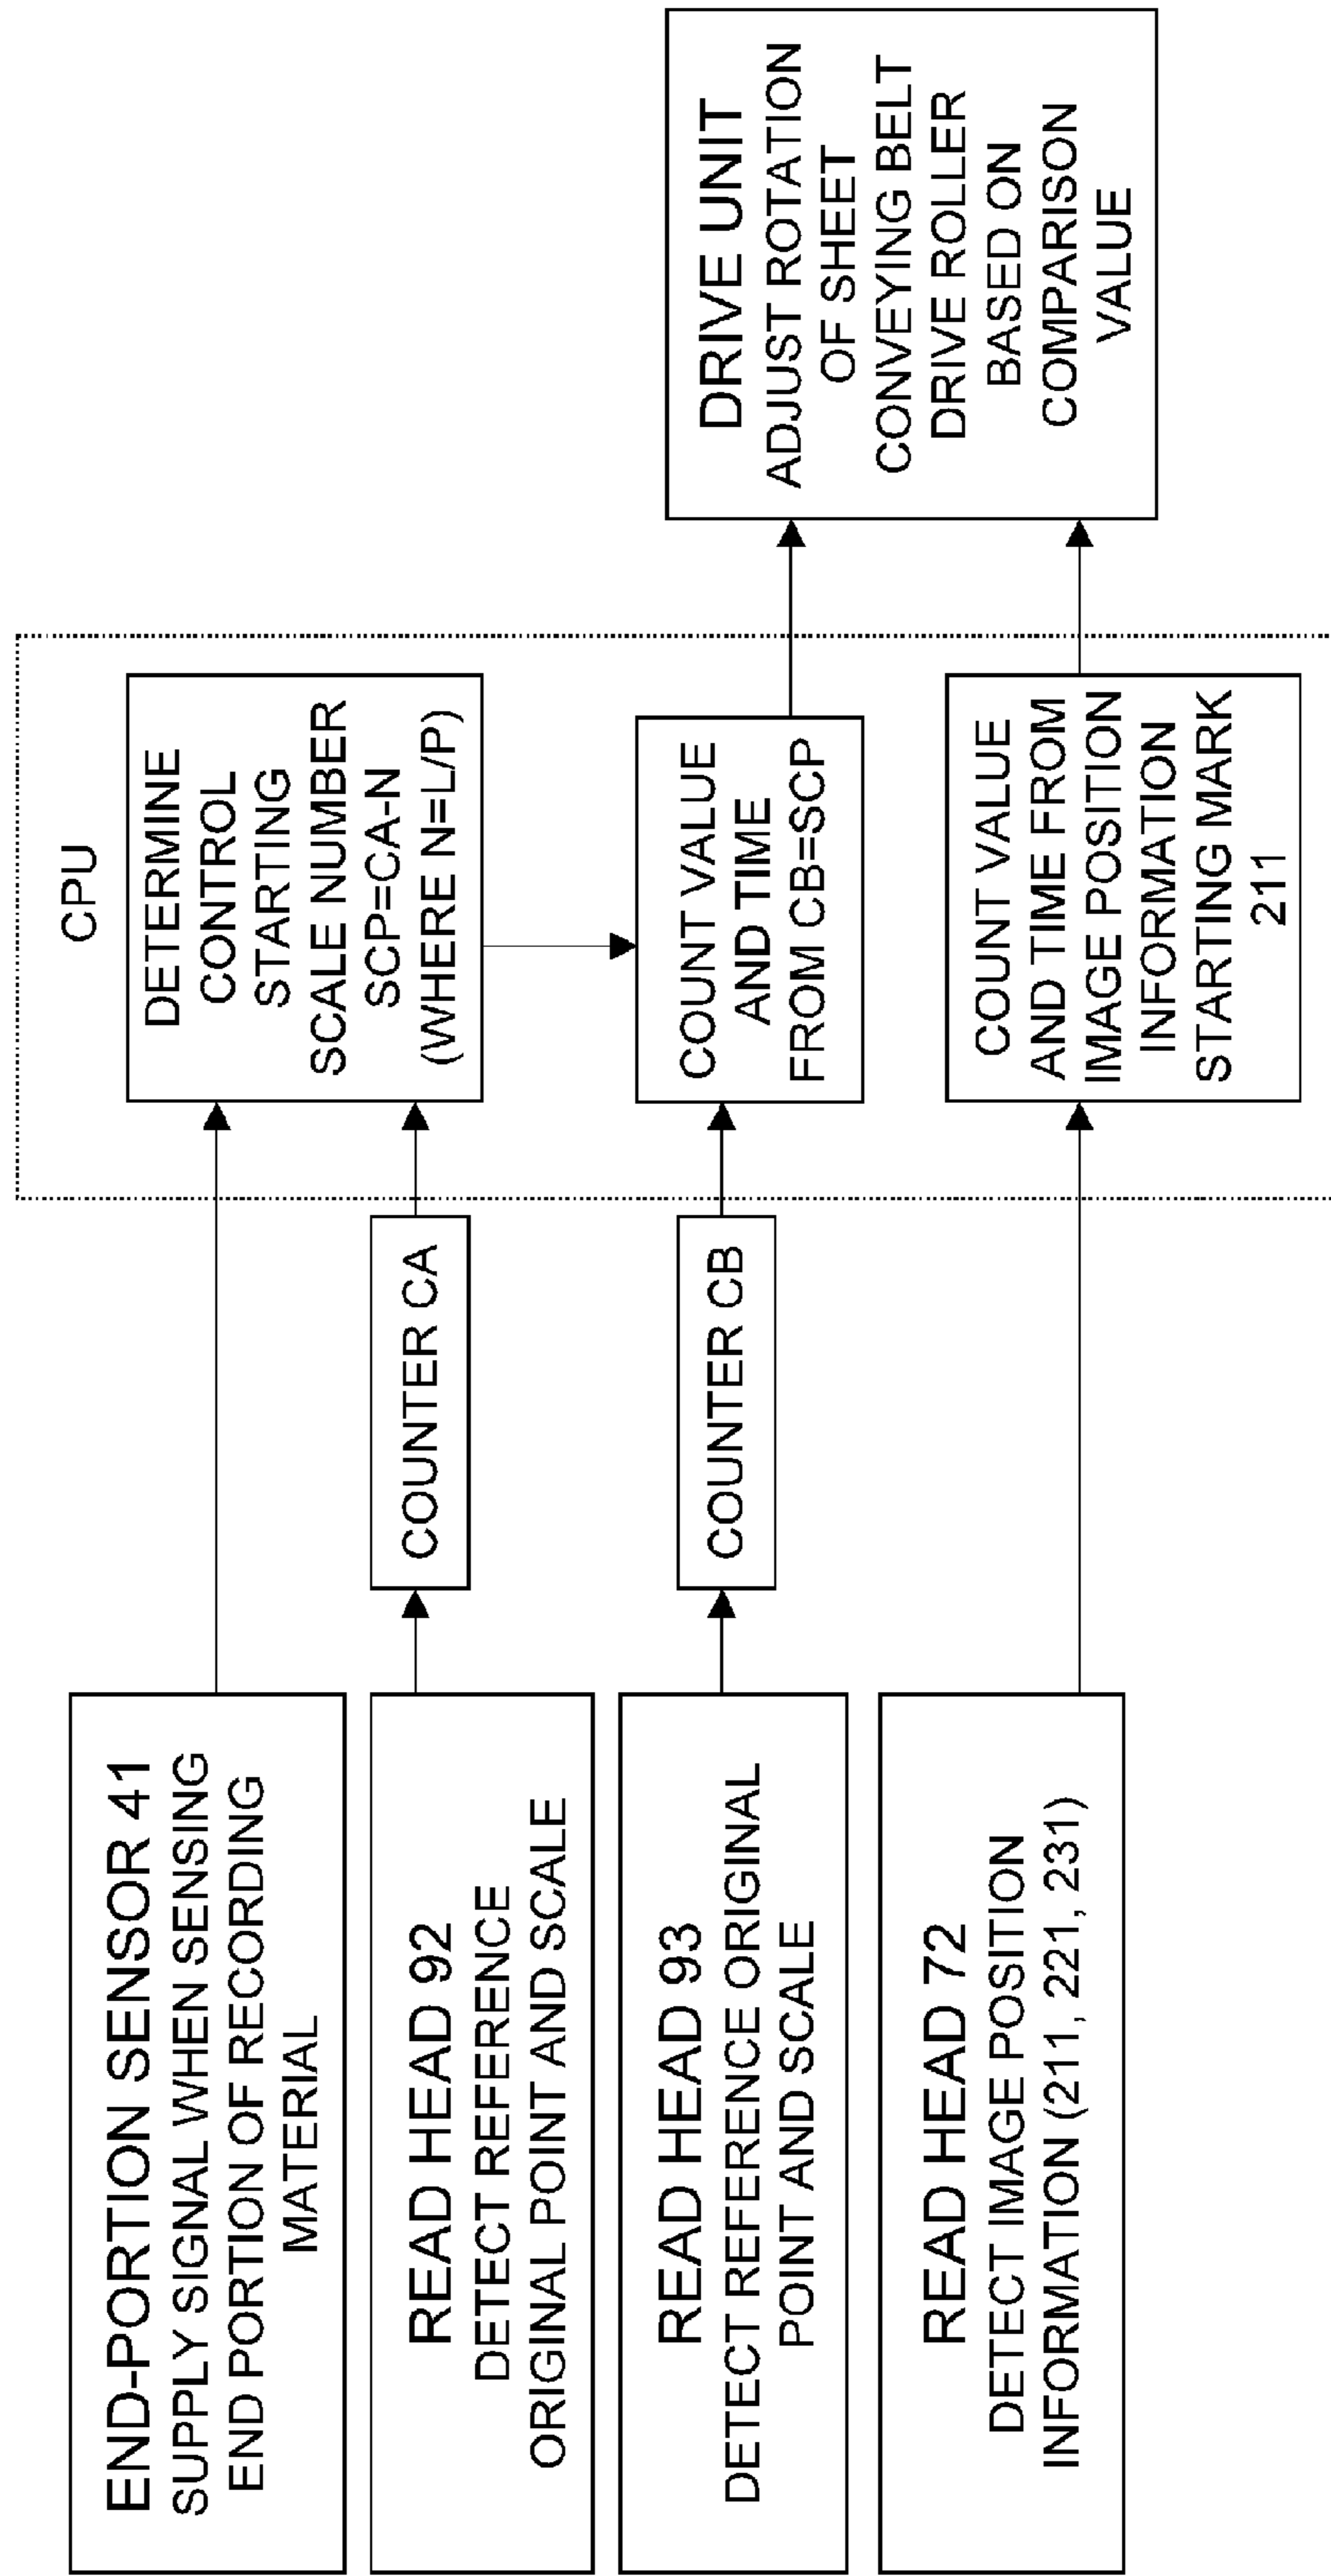 END-PORTION SENSOR 41
SUPPLY SIGNAL WHEN SENSING
END PORTION OF RECORDING
MATERIAL
READ HEAD 92
DETECT REFERENCE
ORIGINAL POINT AND SCALE
READ HEAD 93
DETECT REFERENCE ORIGINAL
POINT AND SCALE
READ HEAD 72
DETECT IMAGE POSITION
INFORMATION (211, 221, 231)
COUNTER CA
COUNTER CB
CPU
DETERMINE
CONTROL
STARTING
SCALE NUMBER
SCP=CA-N
(WHERE N=L/P)
COUNT VALUE
AND TIME
FROM CB=SCP
COUNT VALUE
AND TIME FROM
IMAGE POSITION
INFORMATION
STARTING MARK
211
DRIVE UNIT
ADJUST ROTATION
OF SHEET
CONVEYING BELT
DRIVE ROLLER
BASED ON
COMPARISON
VALUE